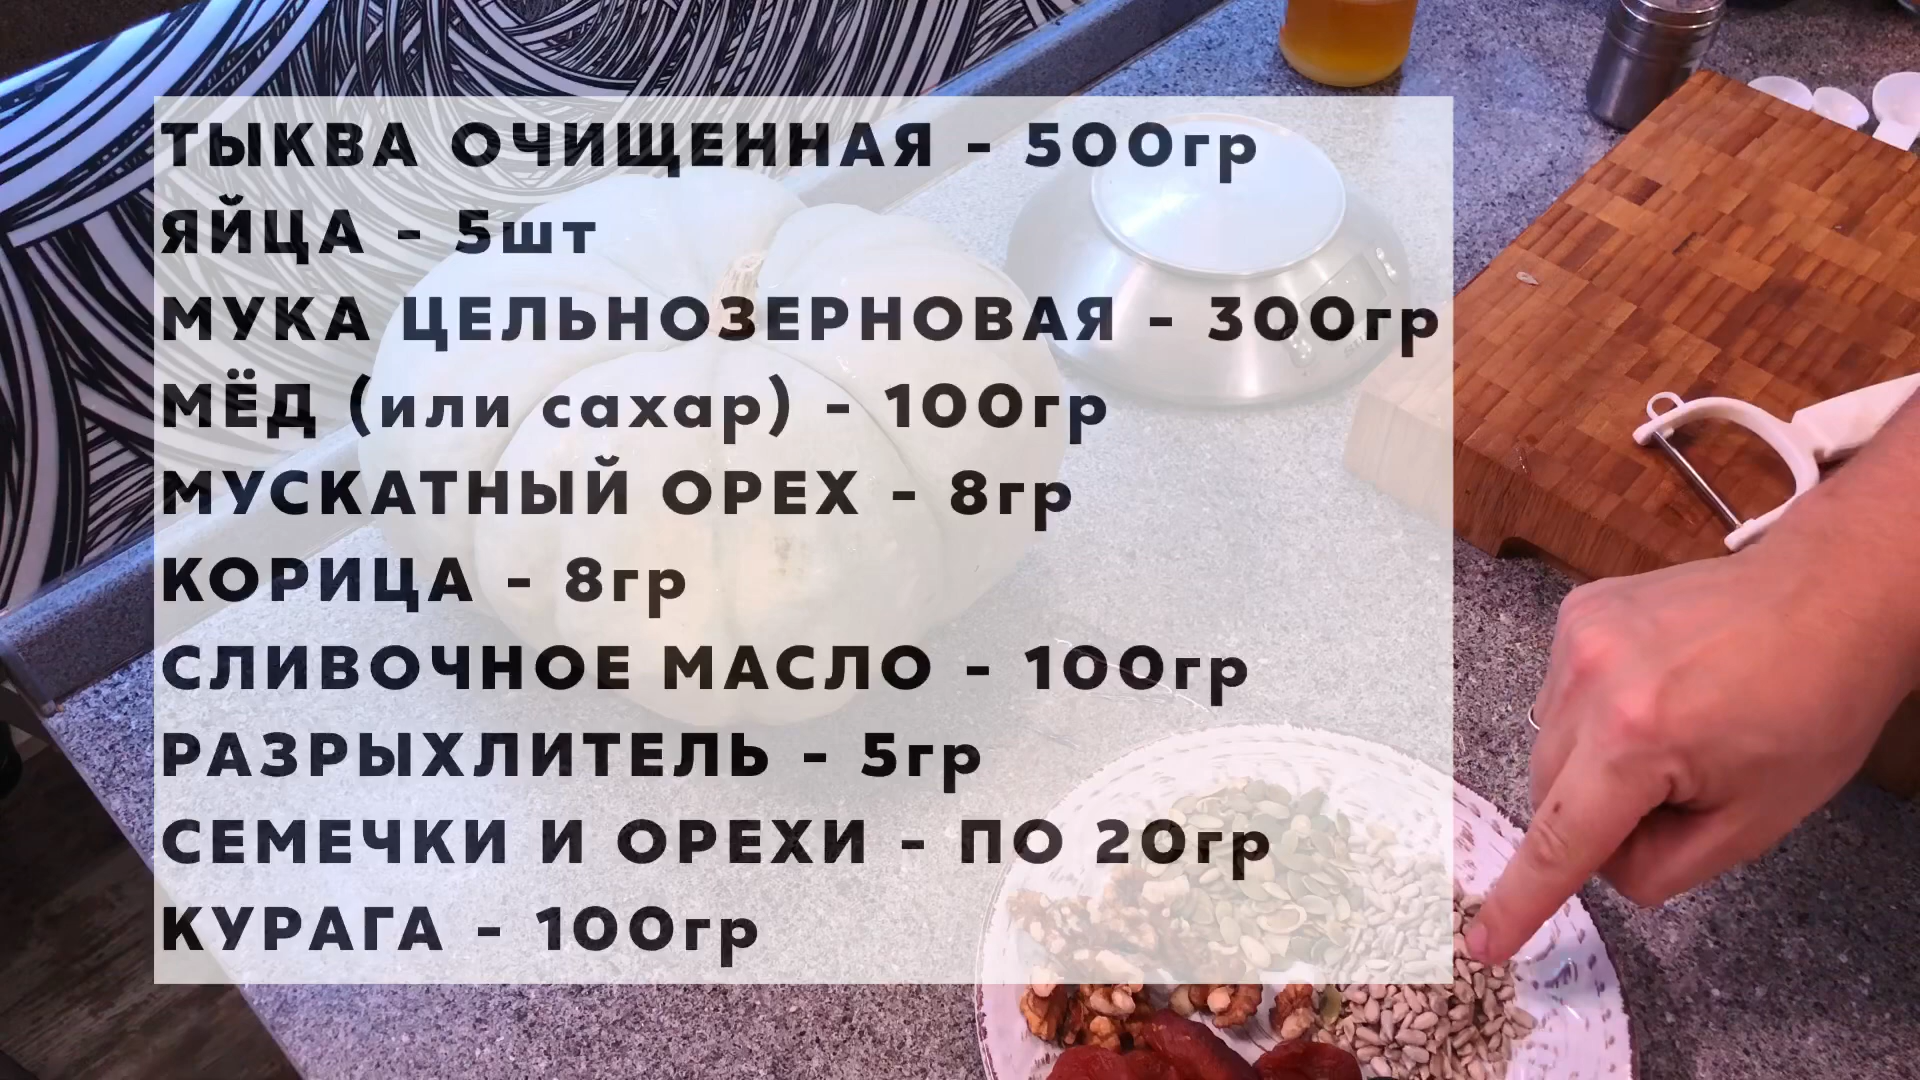 ТЫКВА ОЧИЩЕННАЯ - 500гр
ЯЙЦА - 5шт
МУКА ЦЕЛЬНОЗЕРНОВАЯ - 300гр
МЁД (или сахар) - 100гр
МУСКАТНЫЙ ОРЕХ - 8гр
КОРИЦА - 8гр
СЛИВОЧНОЕ МАСЛО - 100гр
РАЗРЫХЛИТЕЛЬ - 5гр
СЕМЕЧКИ И ОРЕХИ - ПО 20гр
КУРАГА - 100гр